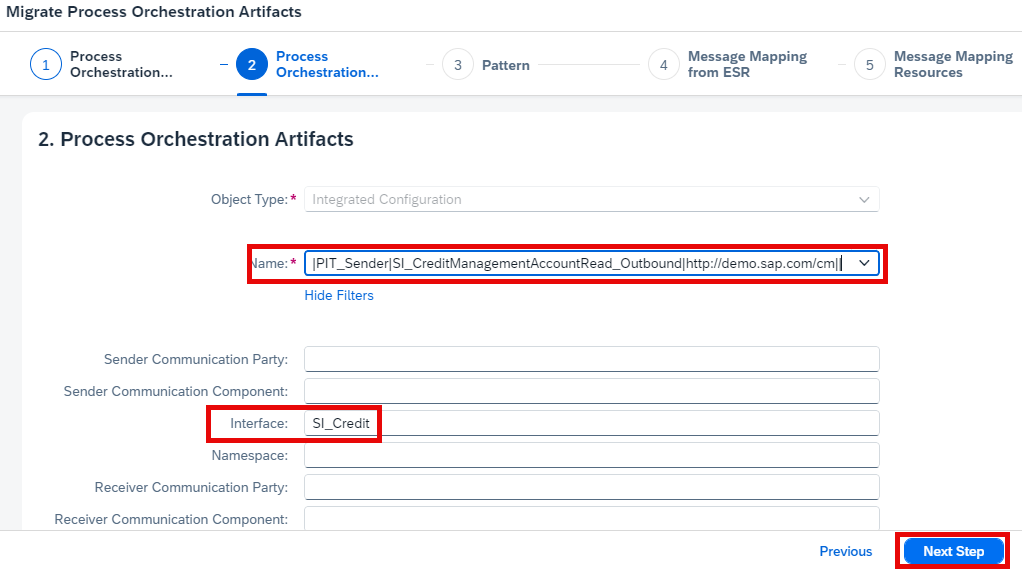 Migrate Process Orchestration Artifacts
1 Process Orchestration...
2 Process Orchestration...
3 Pattern
4 Message Mapping from ESR
5 Message Mapping Resources
2. Process Orchestration Artifacts
Object Type:* Integrated Configuration
Name:* |PIT_Sender|SI_CreditManagementAccountRead_Outbound|http://demo.sap.com/cm||
Hide Filters
Sender Communication Party:
Sender Communication Component:
Interface: SI_Credit
Namespace:
Receiver Communication Party:
Receiver Communication Component:
Previous Next Step